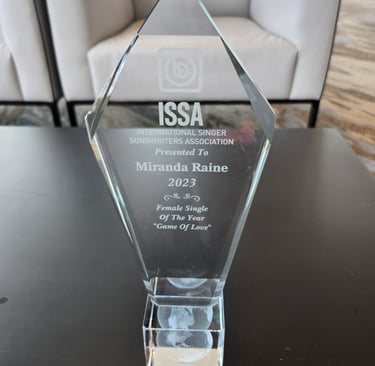 ISSA
INTERNATIONAL SINGER
SONGWRITERS ASSOCIATION
Presented To
Miranda Raine
2023
Female Single
Of The Year
"Game Of Love"